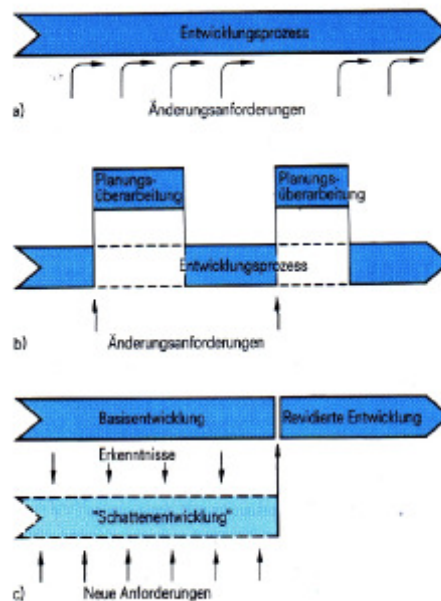 Entwicklungsprozess
a) Änderungsanforderungen
Planungs- Planungs-
überarbeitung überarbeitung
Entwicklungsprozess
b) Änderungsanforderungen
Basisentwicklung Revidierte Entwicklung
Erkenntnisse
"Schattenentwicklung"
c) Neue Anforderungen